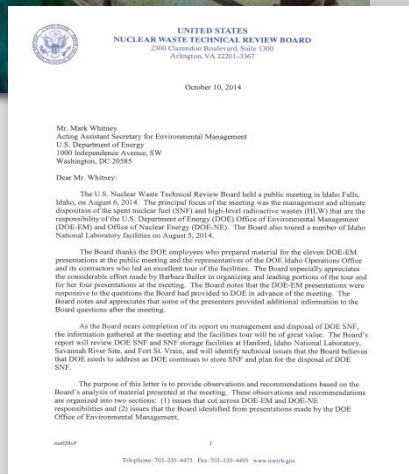 UNITED STATES
NUCLEAR WASTE TECHNICAL REVIEW BOARD
2300 Clarendon Boulevard, Suite 1300
Arlington, VA 22201-3367
October 10, 2014
Mr. Mark Whitney
Acting Assistant Secretary for Environmental Management
U.S. Department of Energy
1000 Independence Avenue, SW
Washington, DC 20585
Dear Mr. Whitney:
The U.S. Nuclear Waste Technical Review Board held a public meeting in Idaho Falls,
Idaho, on August 6, 2014. The principal focus of the meeting was the management and ultimate
disposition of the spent nuclear fuel (SNF) and high-level radioactive wastes (HLW) that are the
responsibility of the U.S. Department of Energy (DOE) Office of Environmental Management
(DOE-EM) and Office of Nuclear Energy (DOE-NE). The Board also toured a number of Idaho
National Laboratory facilities on August 5, 2014.
The Board thanks the DOE employees who prepared material for the eleven DOE-EM
presentations at the public meeting and the representatives of the DOE Idaho Operations Office
and its contractors who led an excellent tour of the facilities. The Board especially appreciates
the considerable effort made by Barbara Beller in organizing and leading portions of the tour and
for her four presentations at the meeting. The Board notes that the DOE-EM presentations were
responsive to the questions the Board had provided to DOE in advance of the meeting. The
Board notes and appreciates that some of the presenters provided additional information to the
Board questions after the meeting.
As the Board nears completion of its report on management and disposal of DOE SNF,
the information gathered at the meeting and the facilities tour will be of great value. The Board's
report will review DOE SNF and SNF storage facilities at Hanford, Idaho National Laboratory,
Savannah River Site, and Fort St. Vrain, and will identify technical issues that the Board believes
that DOE needs to address as DOE continues to store SNF and plan for the disposal of DOE
SNF.
The purpose of this letter is to provide observations and recommendations based on the
Board's analysis of material presented at the meeting. These observations and recommendations
are organized into two sections: (1) issues that cut across DOE-EM and DOE-NE
responsibilities and (2) issues that the Board identified from presentations made by the DOE
Office of Environmental Management.
1
Telephone: 703-235-4473 Fax: 703-235-4495 www.nwtrb.gov